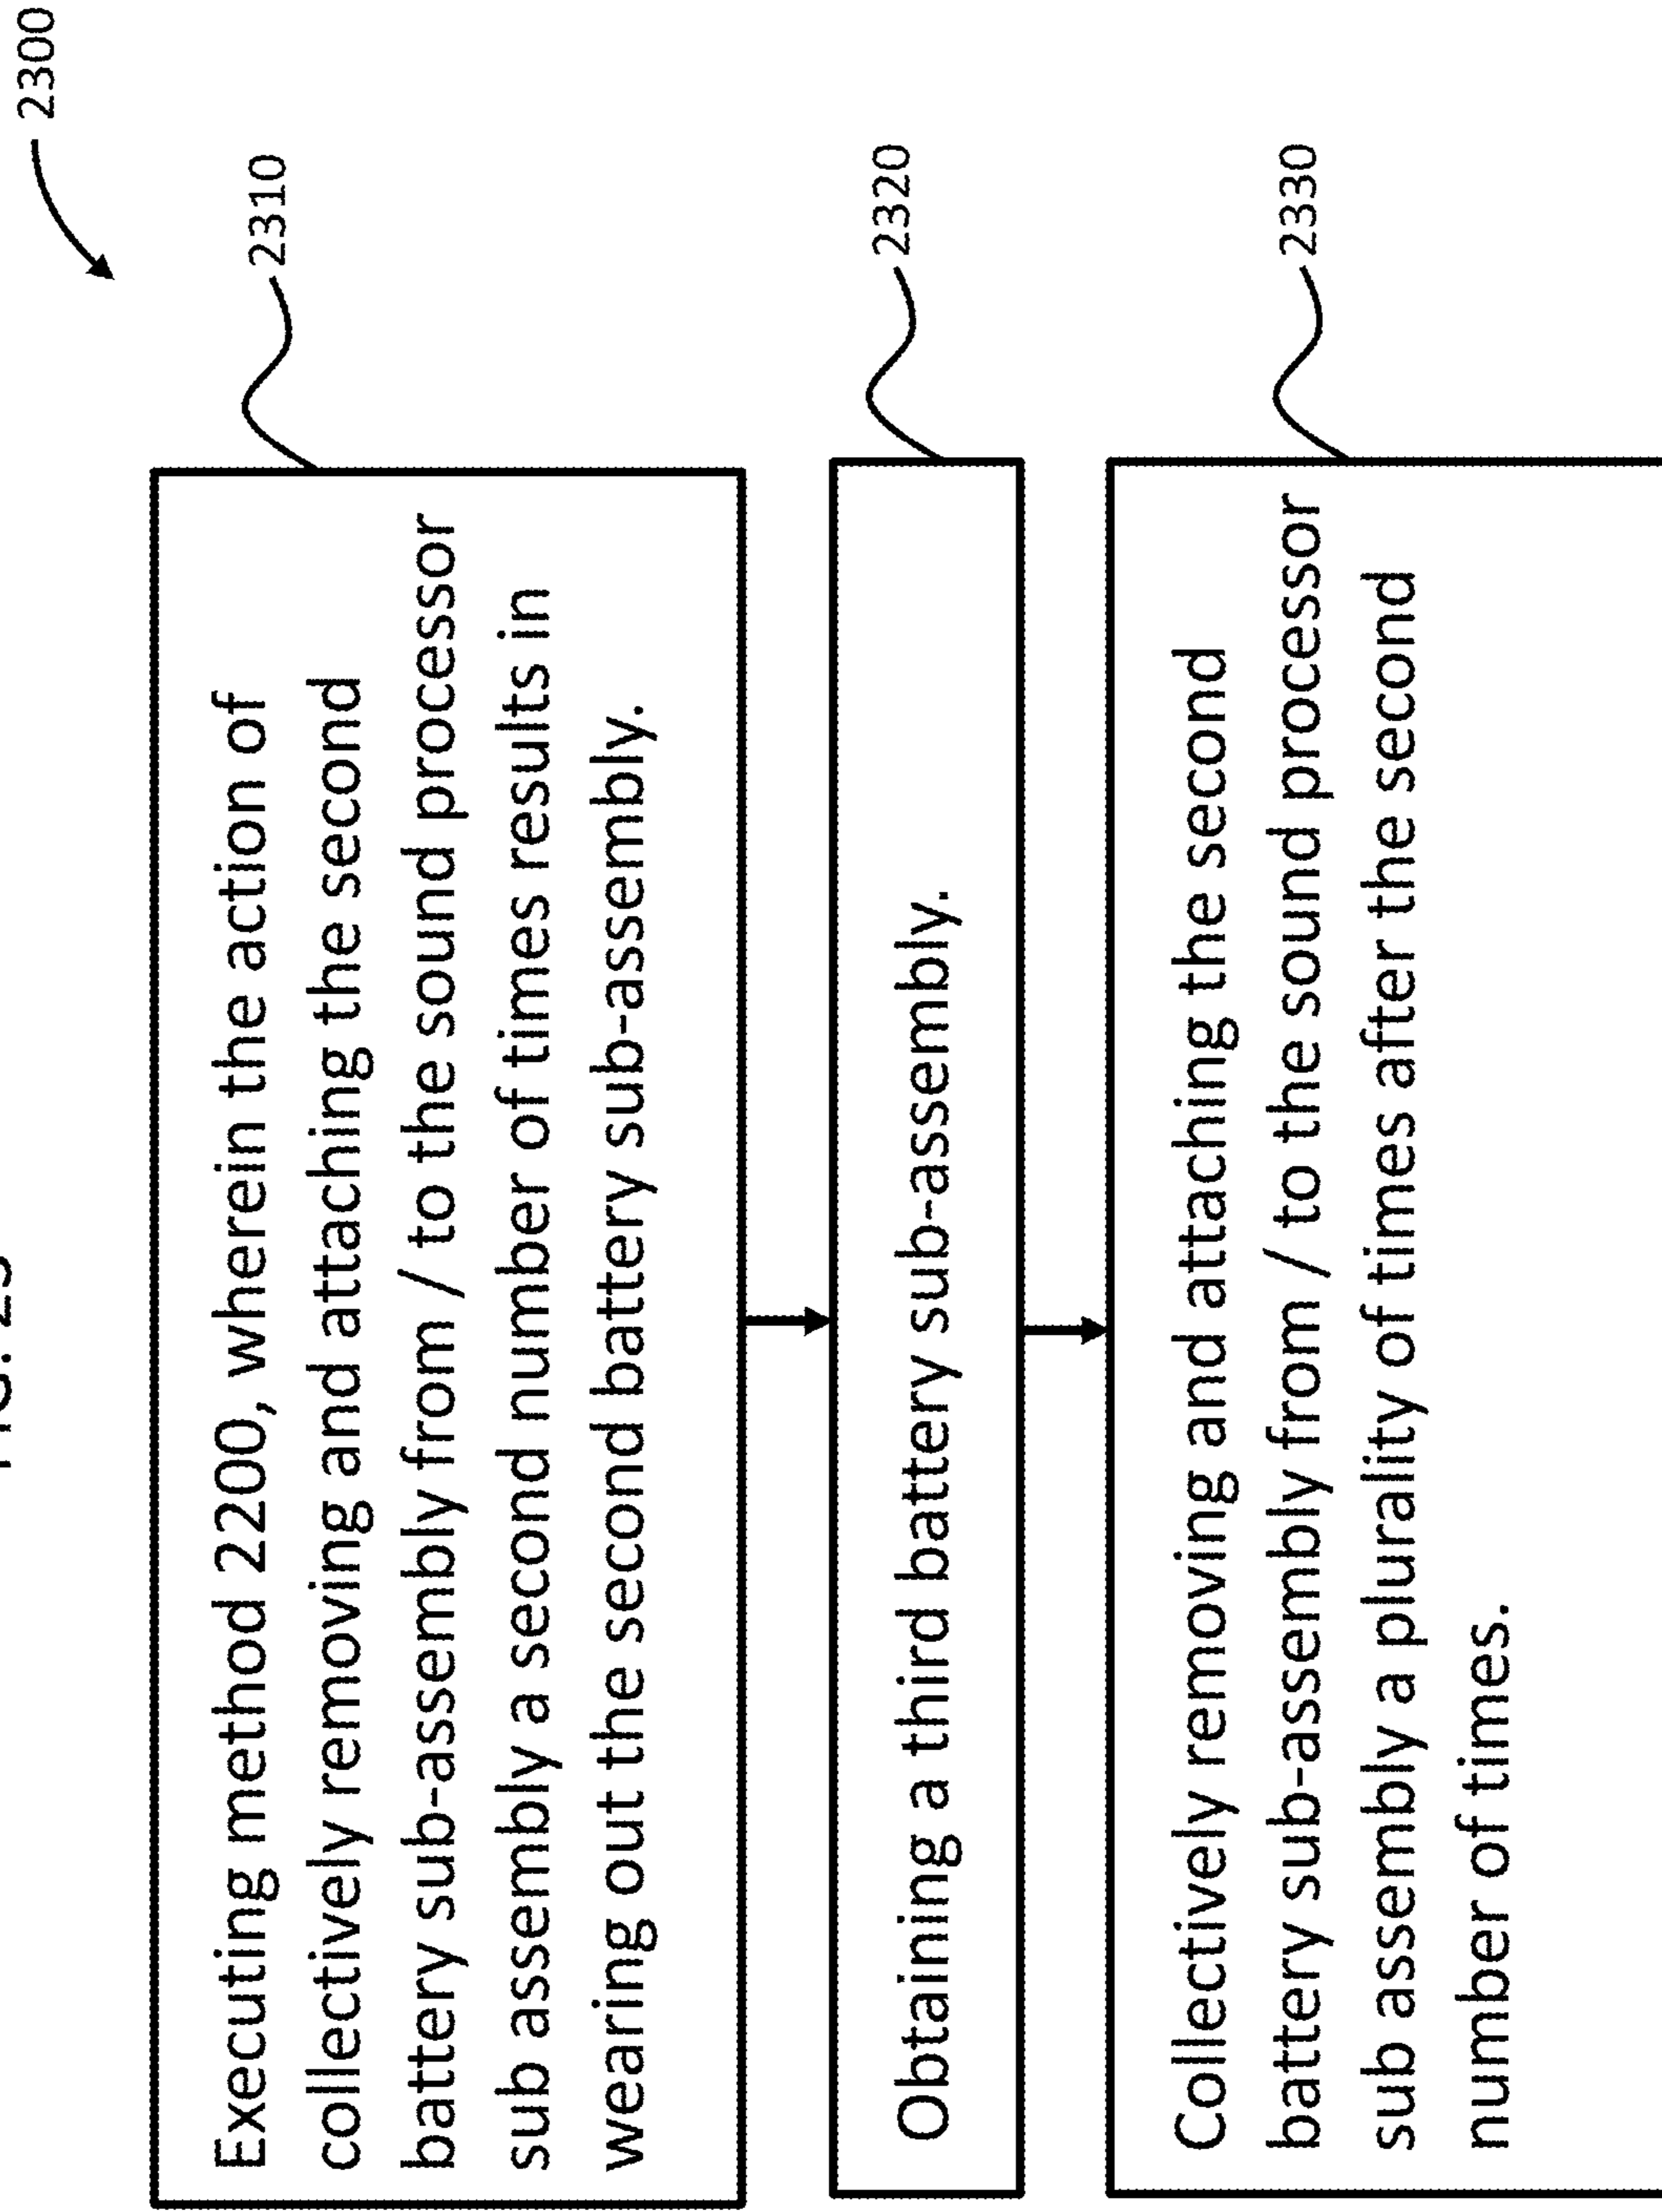 FIG. 23
2300
Executing method 2200, wherein the action of
collectively removing and attaching the second
battery sub-assembly from / to the sound processor
sub assembly a second number of times results in
wearing out the second battery sub-assembly.
2310
Obtaining a third battery sub-assembly.
2320
Collectively removing and attaching the second
battery sub-assembly from / to the sound processor
sub assembly a plurality of times after the second
number of times.
2330